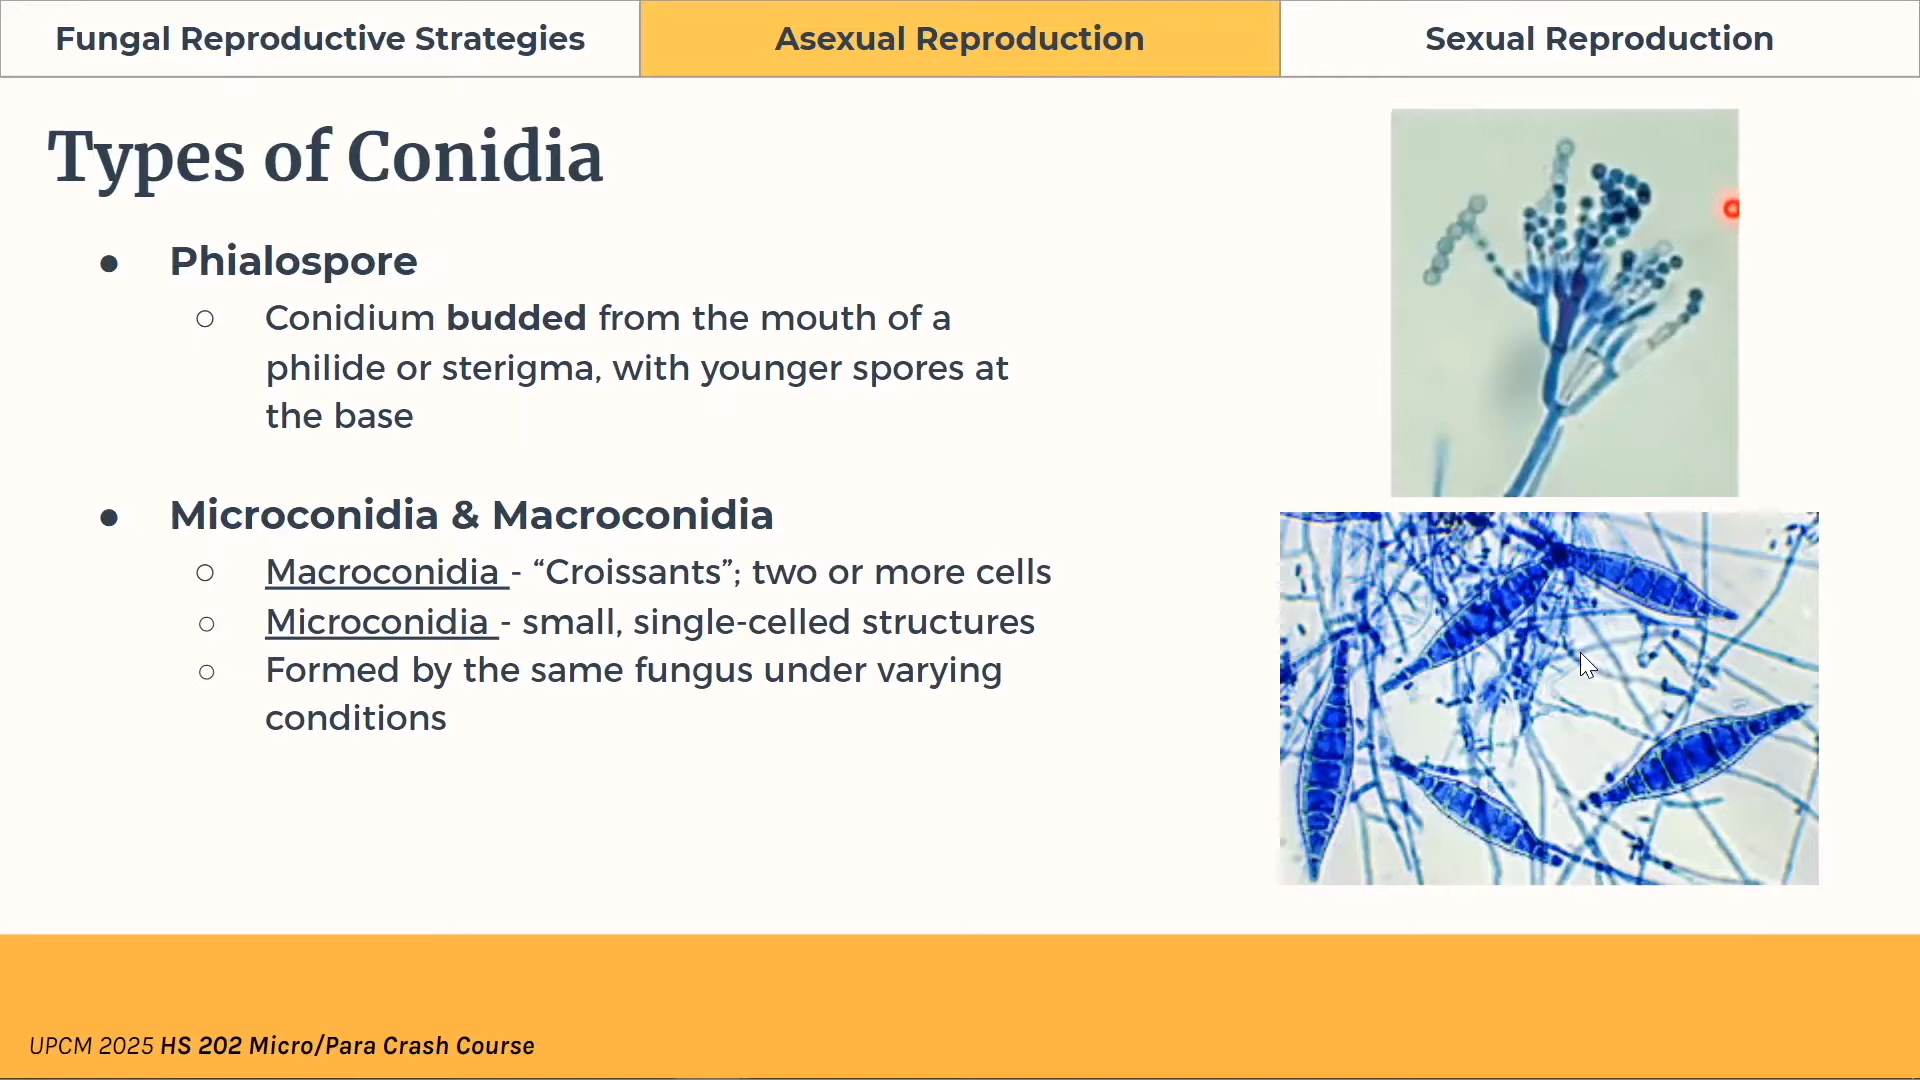 Fungal Reproductive Strategies
Asexual Reproduction
Sexual Reproduction
Types of Conidia
● Phialospore
○ Conidium budded from the mouth of a
philide or sterigma, with younger spores at
the base
● Microconidia & Macroconidia
○ Macroconidia - “Croissants”; two or more cells
○ Microconidia - small, single-celled structures
○ Formed by the same fungus under varying
conditions
UPCM 2025 HS 202 Micro/Para Crash Course